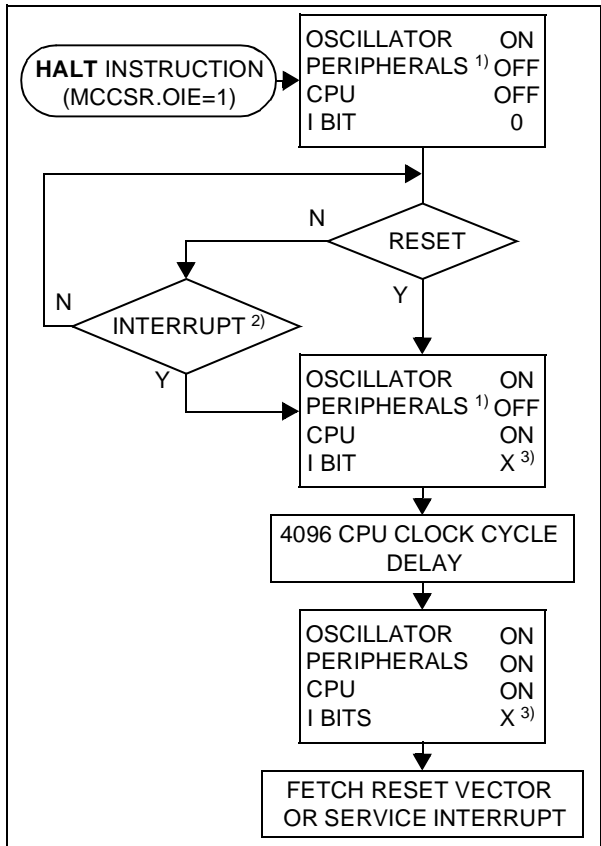 HALT INSTRUCTION
(MCCSR.OIE=1)
OSCILLATOR ON
PERIPHERALS 1) OFF
CPU OFF
I BIT 0
N
RESET
Y
N
INTERRUPT 2)
Y
OSCILLATOR ON
PERIPHERALS 1) OFF
CPU ON
I BIT X 3)
4096 CPU CLOCK CYCLE
DELAY
OSCILLATOR ON
PERIPHERALS ON
CPU ON
I BITS X 3)
FETCH RESET VECTOR
OR SERVICE INTERRUPT